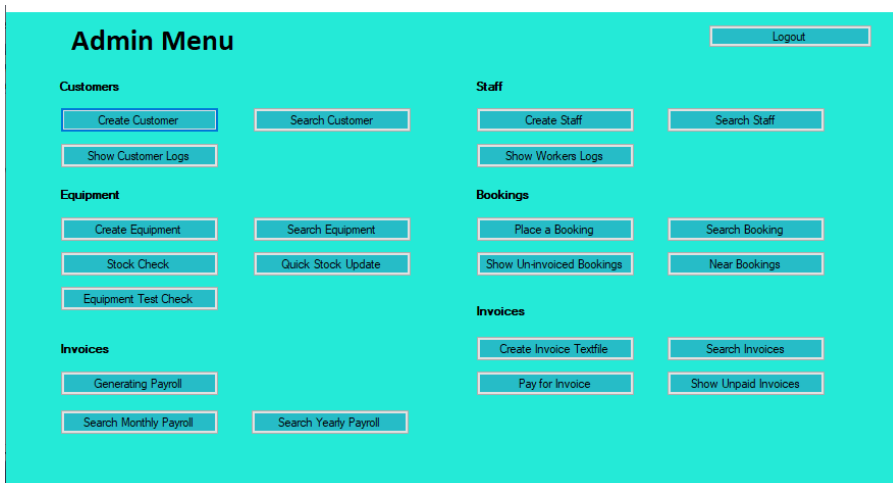 Admin Menu
Logout
Customers
Create Customer
Search Customer
Show Customer Logs
Staff
Create Staff
Search Staff
Show Workers Logs
Equipment
Create Equipment
Search Equipment
Stock Check
Quick Stock Update
Equipment Test Check
Bookings
Place a Booking
Search Booking
Show Un-invoiced Bookings
Near Bookings
Invoices
Generating Payroll
Search Monthly Payroll
Search Yearly Payroll
Invoices
Create Invoice Textfile
Search Invoices
Pay for Invoice
Show Unpaid Invoices